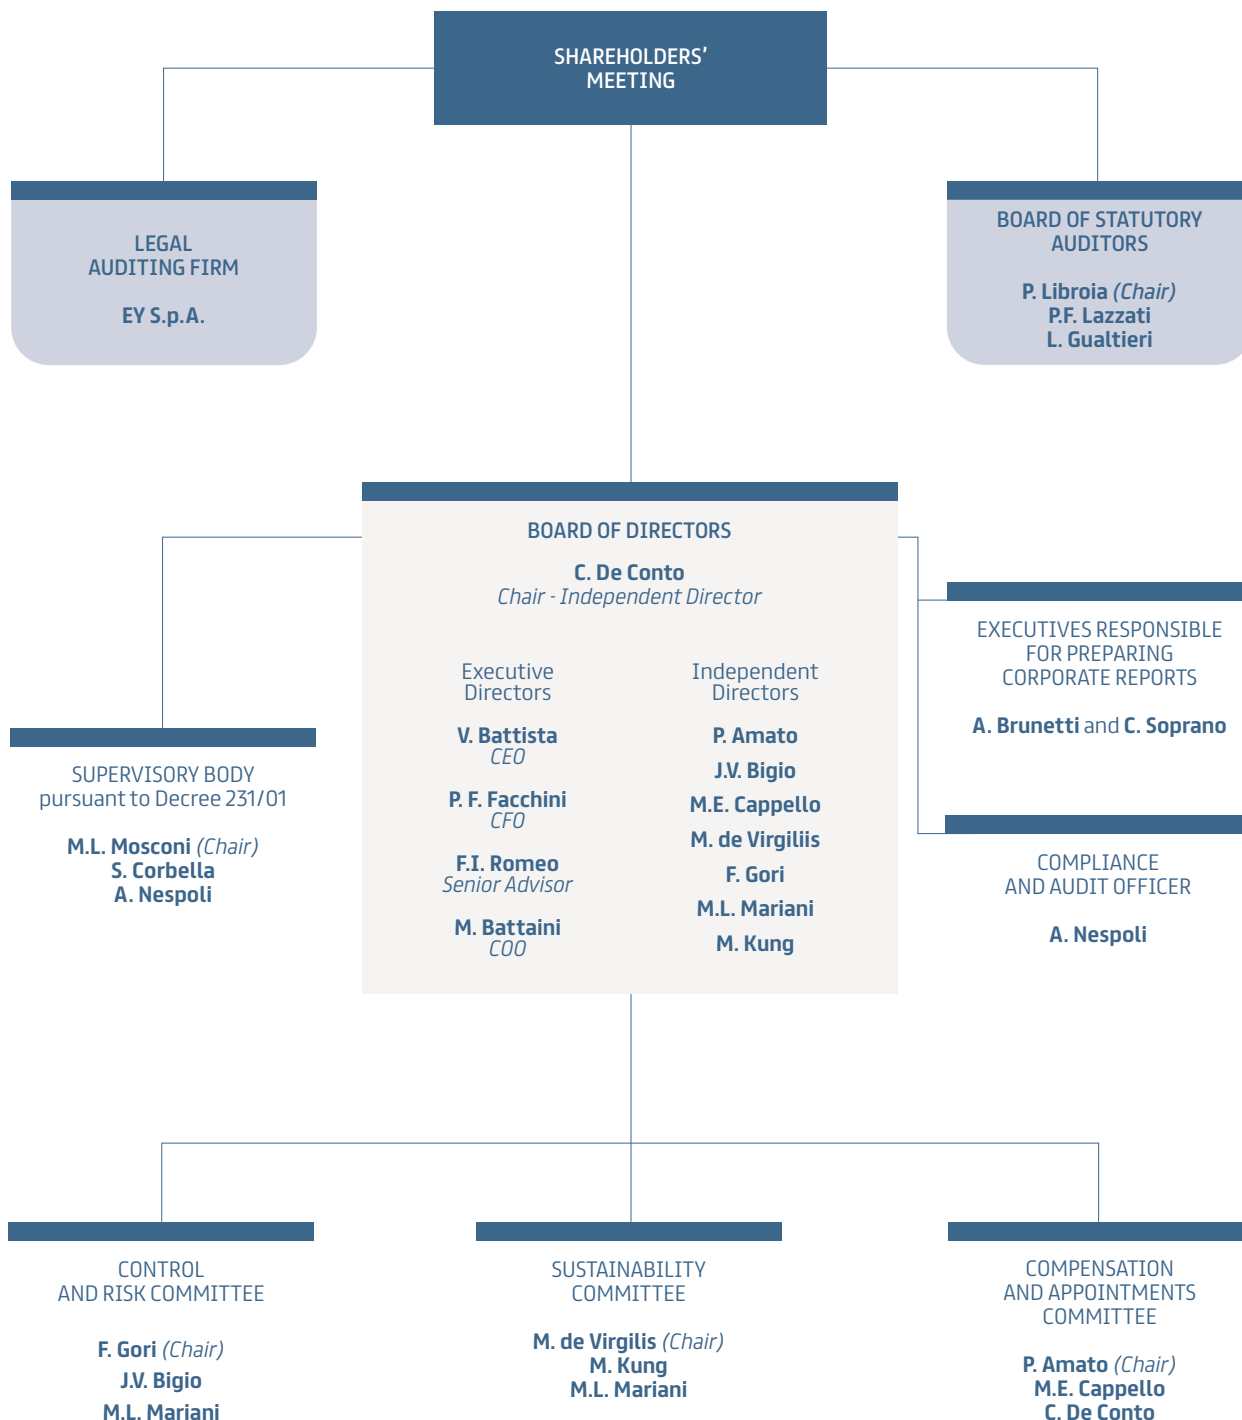 SHAREHOLDERS'
MEETING
LEGAL
AUDITING FIRM
EY S.p.A.
BOARD OF STATUTORY
AUDITORS
P. Libroia (Chair)
P.F. Lazzati
L. Gualtieri
BOARD OF DIRECTORS
C. De Conto
Chair - Independent Director
Executive
Directors
V. Battista
CEO
P. F. Facchini
CFO
F.I. Romeo
Senior Advisor
M. Battaini
COO
Independent
Directors
P. Amato
J.V. Bigio
M.E. Cappello
M. de Virgiliis
F. Gori
M.L. Mariani
M. Kung
SUPERVISORY BODY
pursuant to Decree 231/01
M.L. Mosconi (Chair)
S. Corbella
A. Nespoli
EXECUTIVES RESPONSIBLE
FOR PREPARING
CORPORATE REPORTS
A. Brunetti and C. Soprano
COMPLIANCE
AND AUDIT OFFICER
A. Nespoli
CONTROL
AND RISK COMMITTEE
F. Gori (Chair)
J.V. Bigio
M.L. Mariani
SUSTAINABILITY
COMMITTEE
M. de Virgilis (Chair)
M. Kung
M.L. Mariani
COMPENSATION
AND APPOINTMENTS
COMMITTEE
P. Amato (Chair)
M.E. Cappello
C. De Conto